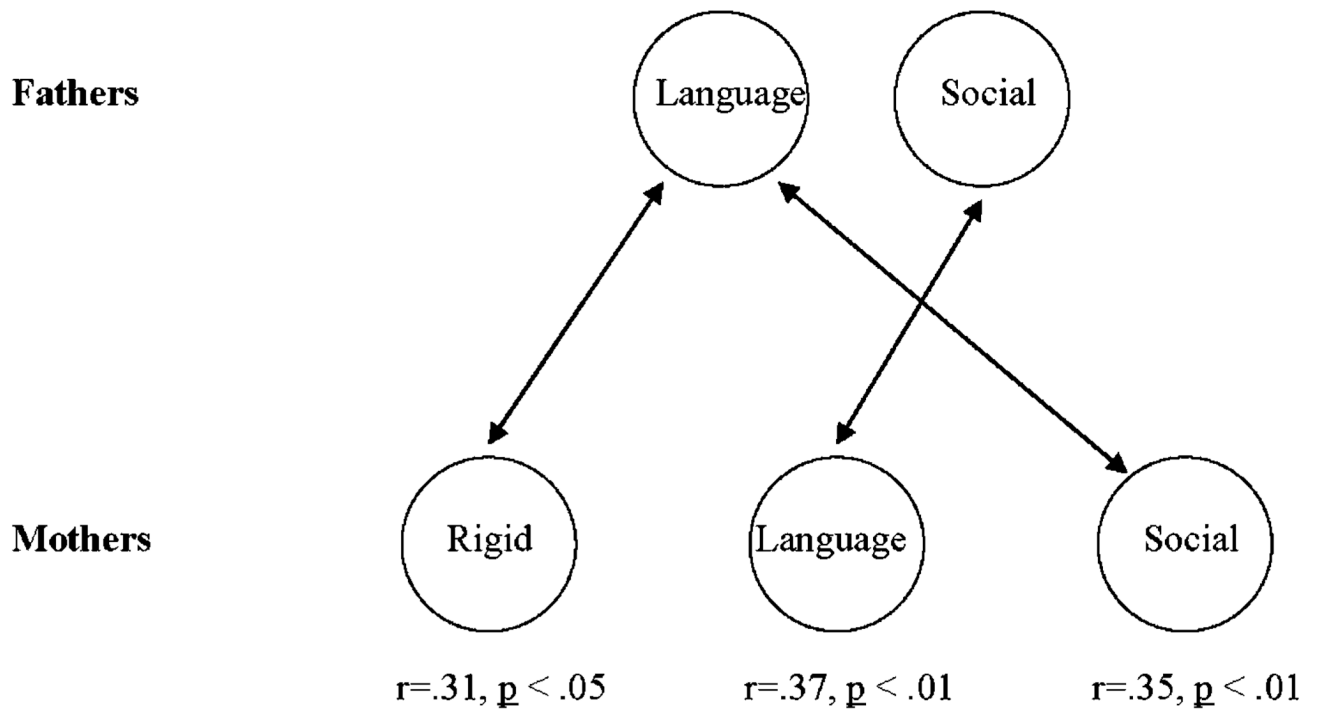 Fathers Language Social
Mothers Rigid Language Social
r=.31, p < .05 r=.37, p < .01 r=.35, p < .01